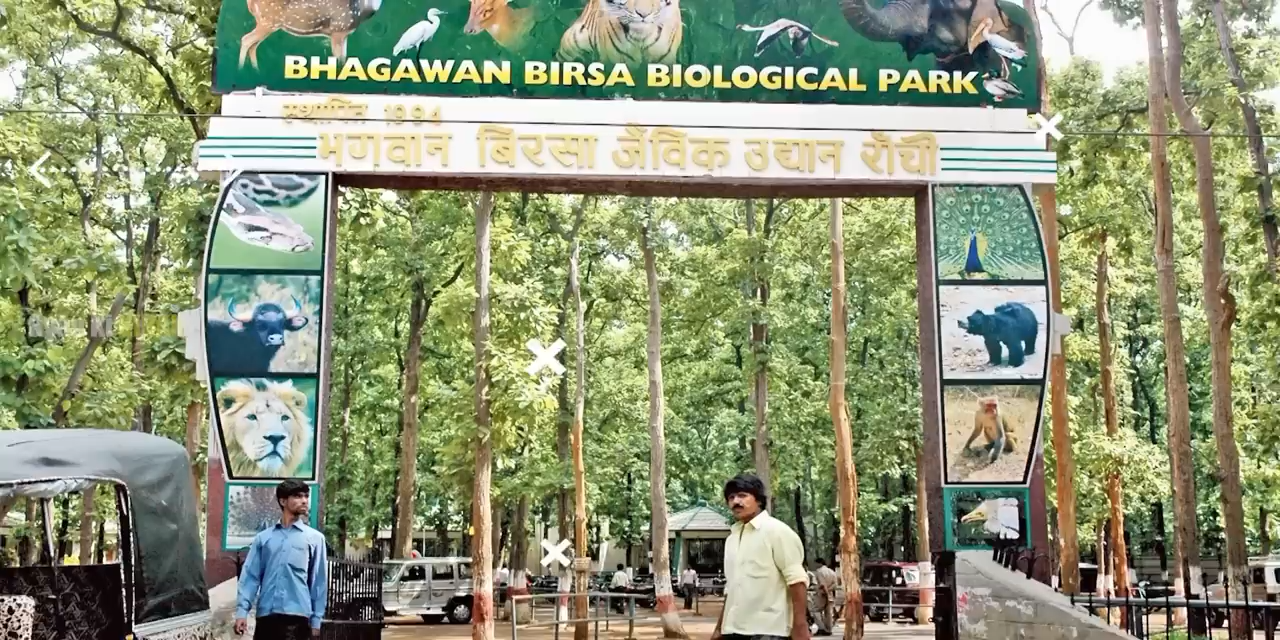 BHAGAWAN BIRSA BIOLOGICAL PARK
स्थापित 1994
भगवान बिरसा जैविक उद्यान राँची